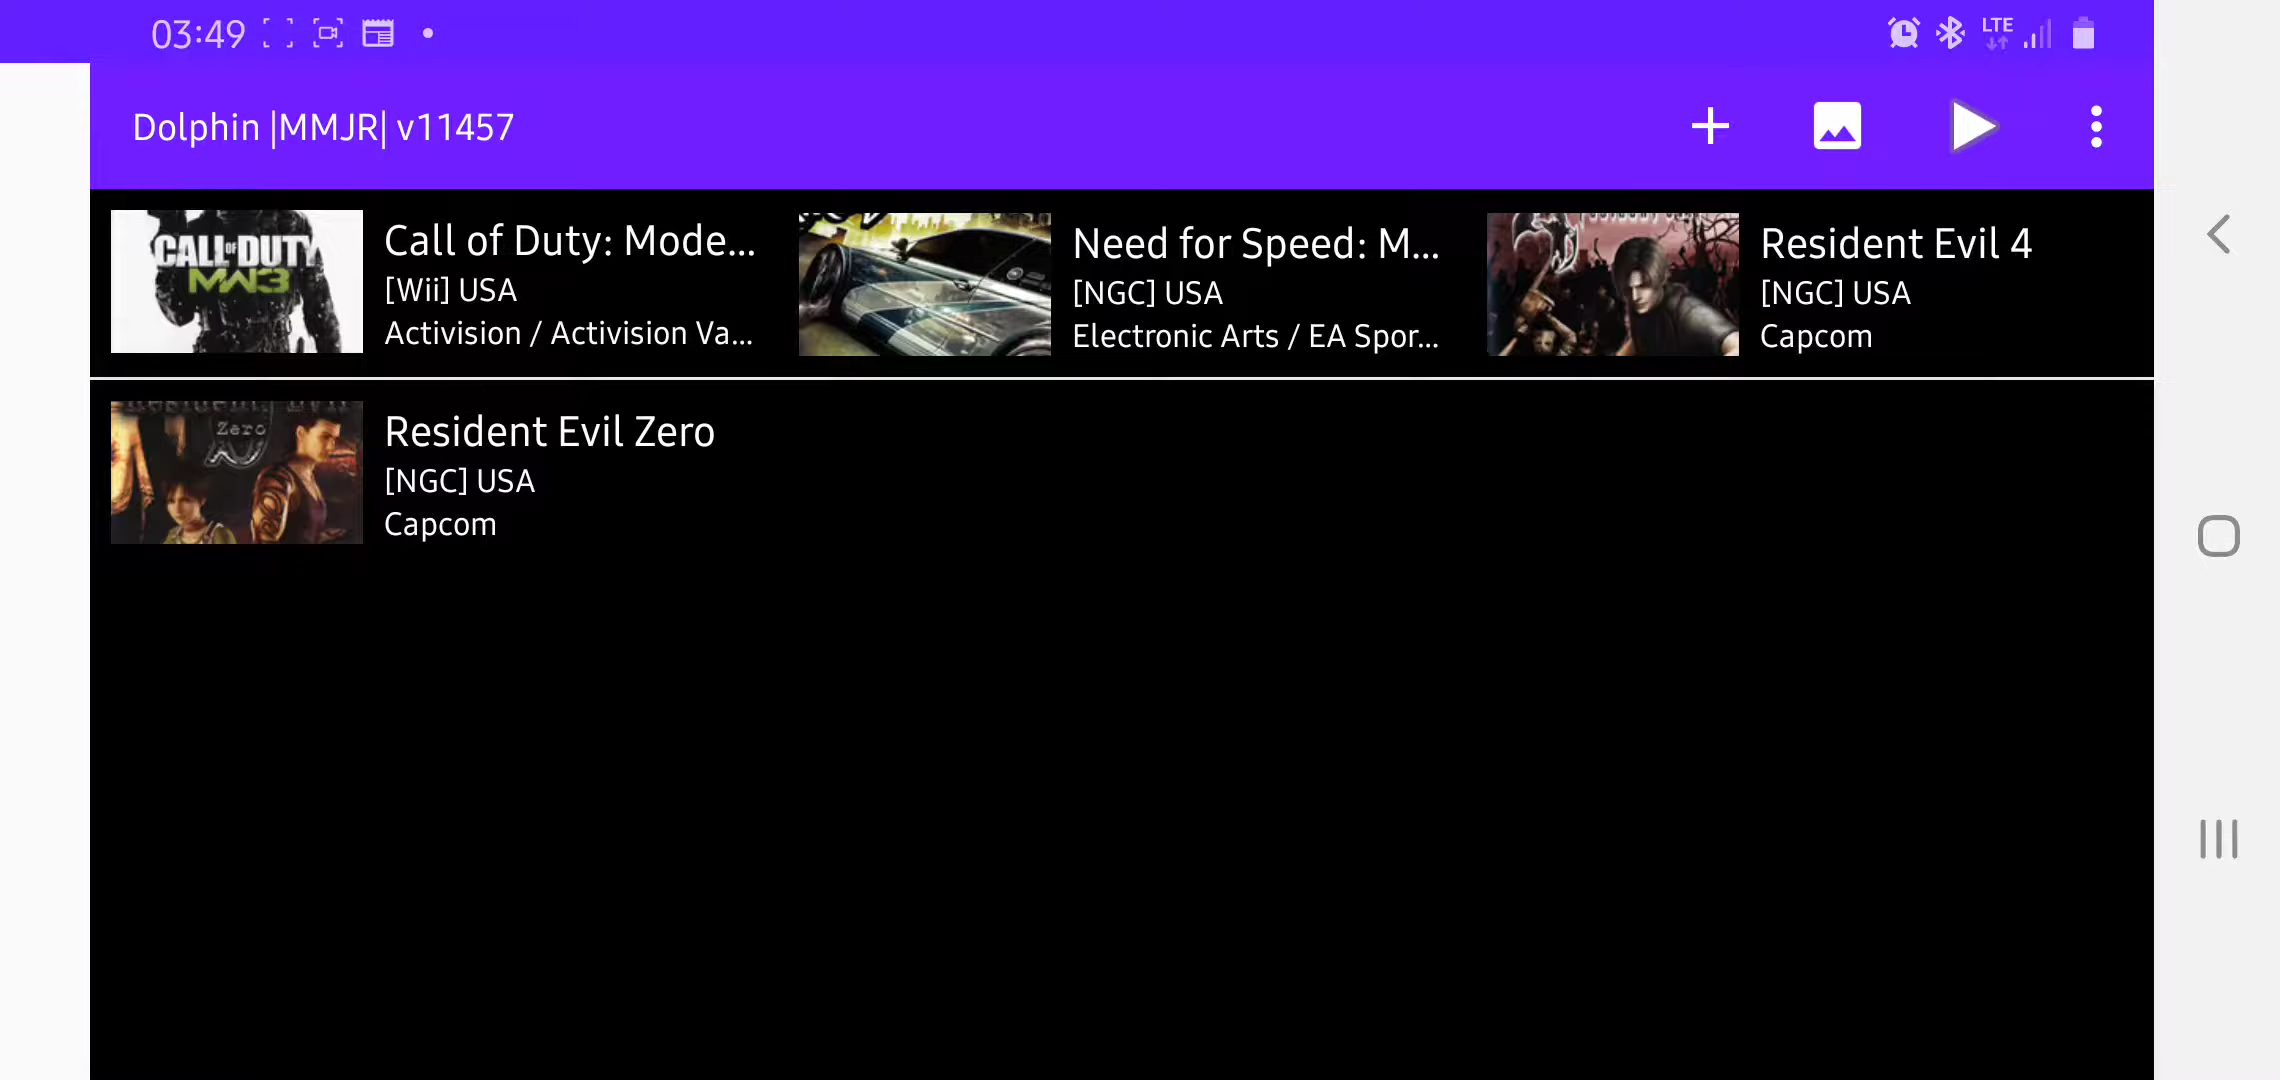 03:49
LTE
Dolphin |MMJR| v11457
CALL OF DUTY
MW3
Call of Duty: Mode...
[Wii] USA
Activision / Activision Va...
Need for Speed: M...
[NGC] USA
Electronic Arts / EA Spor...
Resident Evil 4
[NGC] USA
Capcom
Zero
Resident Evil Zero
[NGC] USA
Capcom